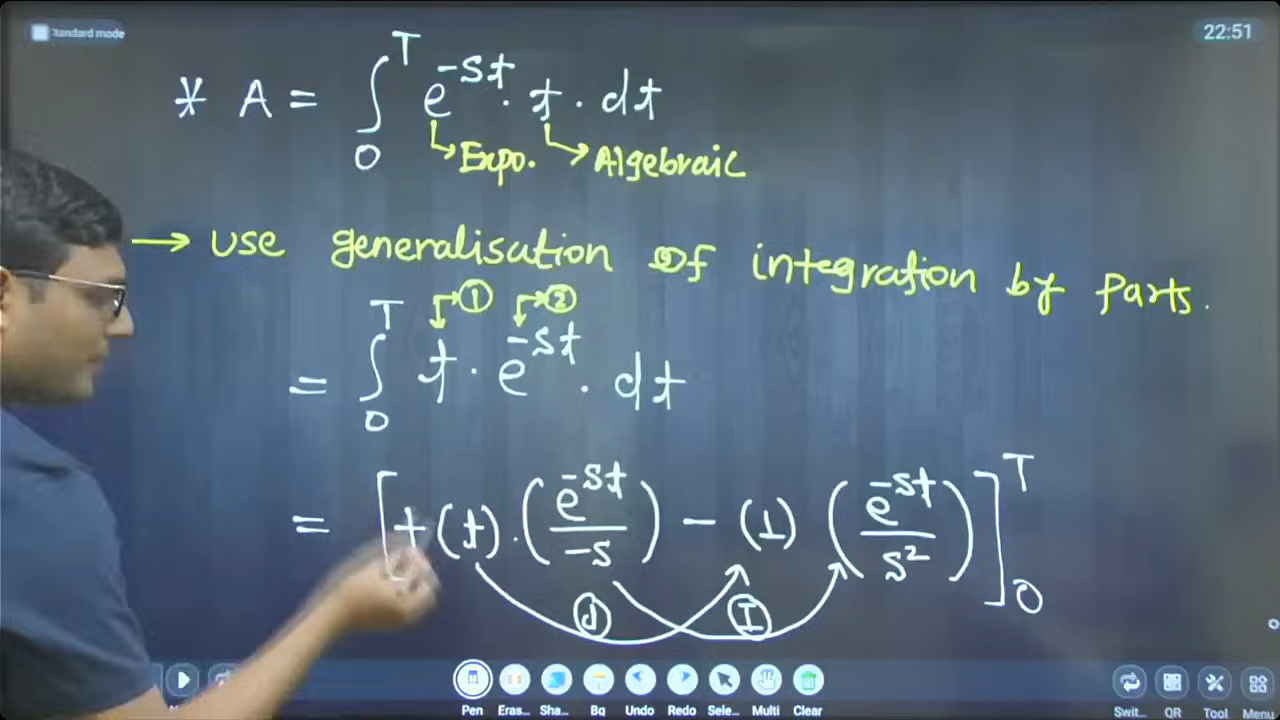 Standard mode
22:51
* A = ∫₀ᵀ e^{-st} · t · dt
↳ Expo. ↳ Algebraic
→ use generalisation of integration by parts.
① ②
= ∫₀ᵀ t · e^{-st} · dt
= [+(t) · (e^{-st}/-s) - (1) (e^{-st}/s²)]₀ᵀ
d I
Pen Eras... Sha... Bg Undo Redo Sele... Multi Clear Swit... QR Tool Menu